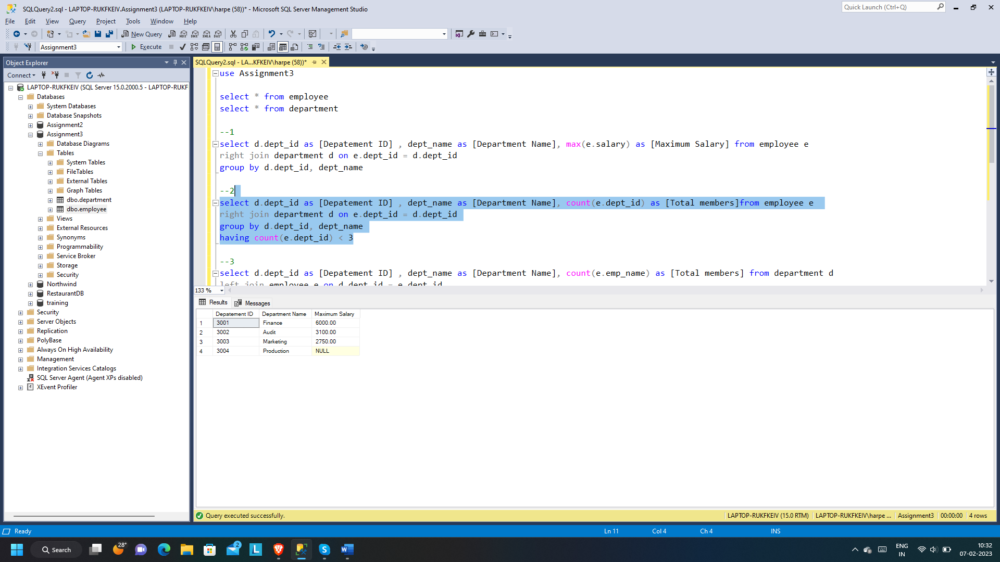 SQLQuery2.sql - LAPTOP-RUKFKEIV.Assignment3 (LAPTOP-RUKFKEIV\harpe (58))* - Microsoft SQL Server Management Studio
Quick Launch (Ctrl+Q)
File Edit View Query Project Tools Window Help
New Query
MDX DMX XMLA DAX
Assignment3
Execute
Object Explorer
Connect
LAPTOP-RUKFKEIV (SQL Server 15.0.2000.5 - LAPTOP-RUKF
Databases
System Databases
Database Snapshots
Assignment2
Assignment3
Database Diagrams
Tables
System Tables
FileTables
External Tables
Graph Tables
dbo.department
dbo.employee
Views
External Resources
Synonyms
Programmability
Service Broker
Storage
Security
Northwind
RestaurantDB
training
Security
Server Objects
Replication
PolyBase
Always On High Availability
Management
Integration Services Catalogs
SQL Server Agent (Agent XPs disabled)
XEvent Profiler
SQLQuery2.sql - LA...KFKEIV\harpe (58))*
use Assignment3
select * from employee
select * from department
--1
select d.dept_id as [Depatement ID] , dept_name as [Department Name], max(e.salary) as [Maximum Salary] from employee e
right join department d on e.dept_id = d.dept_id
group by d.dept_id, dept_name
--2
select d.dept_id as [Depatement ID] , dept_name as [Department Name], count(e.dept_id) as [Total members]from employee e
right join department d on e.dept_id = d.dept_id
group by d.dept_id, dept_name
having count(e.dept_id) < 3
--3
select d.dept_id as [Depatement ID] , dept_name as [Department Name], count(e.emp_name) as [Total members] from department d
left join employee e on d.dept_id = e.dept_id
133 %
Results Messages
Depatement ID Department Name Maximum Salary
1 3001 Finance 6000.00
2 3002 Audit 3100.00
3 3003 Marketing 2750.00
4 3004 Production NULL
Query executed successfully.
LAPTOP-RUKFKEIV (15.0 RTM) LAPTOP-RUKFKEIV\harpe ... Assignment3 00:00:00 4 rows
Ready
Ln 11 Col 4 Ch 4 INS
Search
28°
2
L
S
W
ENG
IN
10:32
07-02-2023